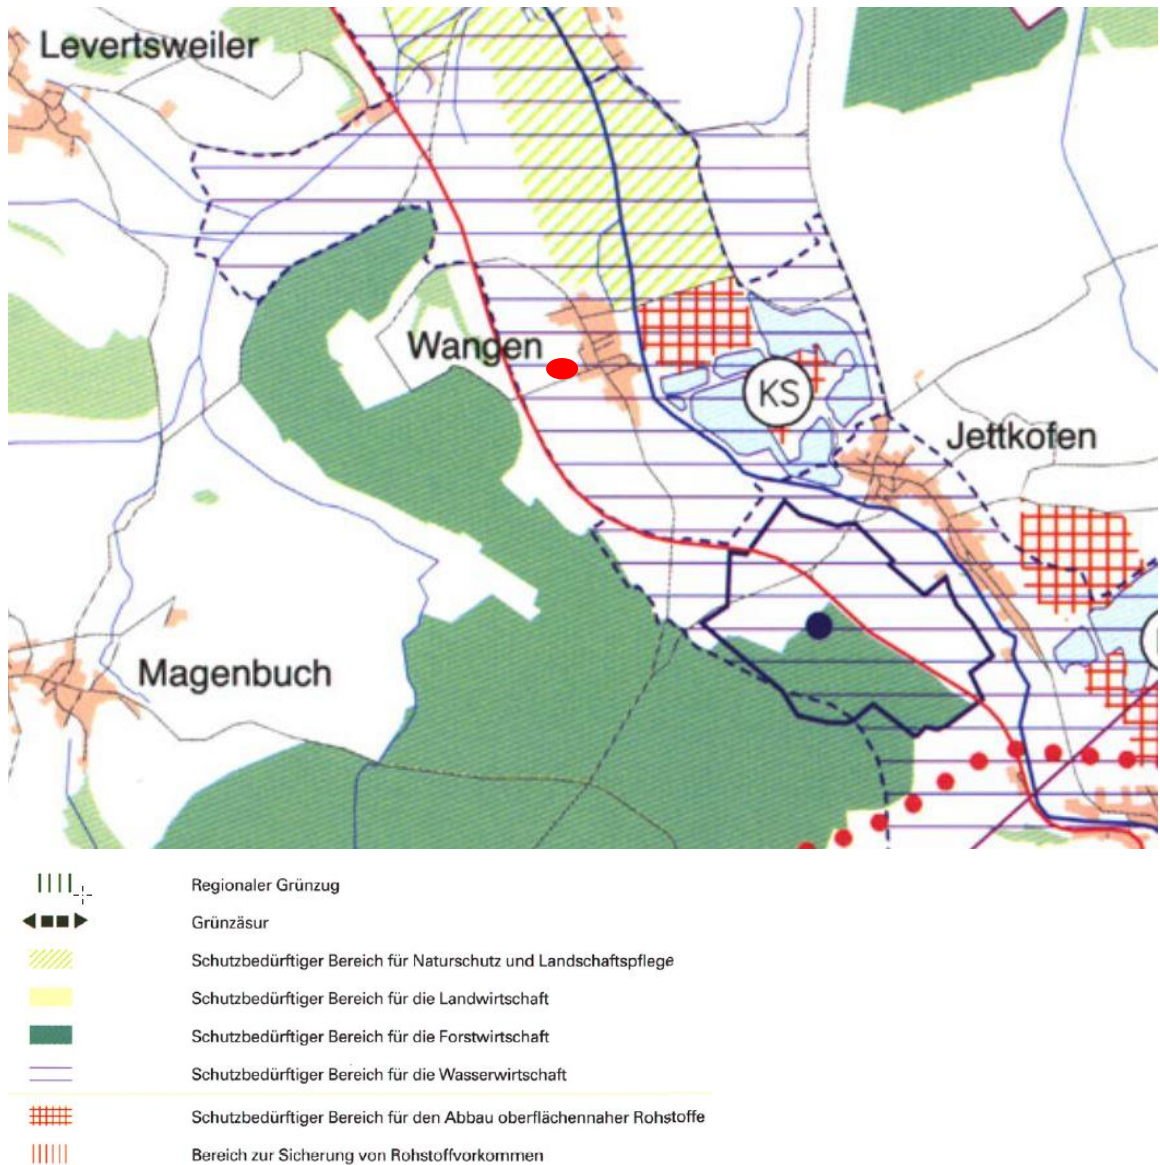 Levertsweiler
Wangen
KS
Jettkofen
Magenbuch
Regionaler Grünzug
Grünzäsur
Schutzbedürftiger Bereich für Naturschutz und Landschaftspflege
Schutzbedürftiger Bereich für die Landwirtschaft
Schutzbedürftiger Bereich für die Forstwirtschaft
Schutzbedürftiger Bereich für die Wasserwirtschaft
Schutzbedürftiger Bereich für den Abbau oberflächennaher Rohstoffe
Bereich zur Sicherung von Rohstoffvorkommen